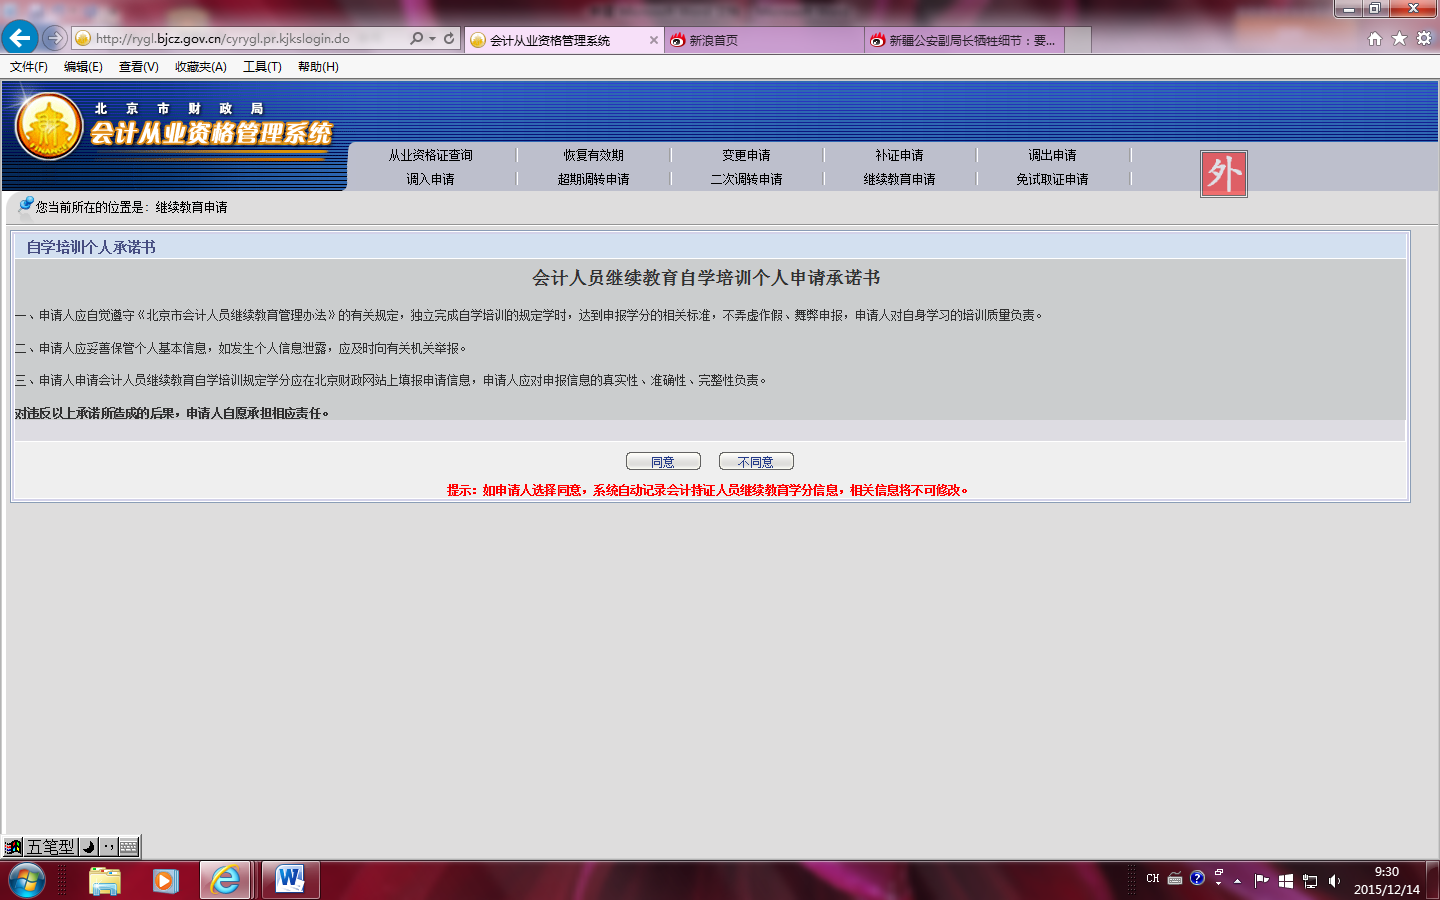 http://rygl.bjcz.gov.cn/cyrygl.pr.kjkslogin.do
会计从业资格管理系统
新浪首页
新疆公安副局长牺牲细节：要...
文件(F) 编辑(E) 查看(V) 收藏夹(A) 工具(T) 帮助(H)
北京市财政局
会计从业资格管理系统
从业资格证查询 恢复有效期 变更申请 补证申请 调出申请
调入申请 超期调转申请 二次调转申请 继续教育申请 免试取证申请
外
您当前所在的位置是：继续教育申请
自学培训个人承诺书
会计人员继续教育自学培训个人申请承诺书
一、申请人应自觉遵守《北京市会计人员继续教育管理办法》的有关规定，独立完成自学培训的规定学时，达到申报学分的相关标准，不弄虚作假、舞弊申报，申请人对自身学习的培训质量负责。
二、申请人应妥善保管个人基本信息，如发生个人信息泄露，应及时向有关机关举报。
三、申请人申请会计人员继续教育自学培训规定学分应在北京财政网站上填报申请信息，申请人应对申报信息的真实性、准确性、完整性负责。
对违反以上承诺所造成的后果，申请人自愿承担相应责任。
同意 不同意
提示：如申请人选择同意，系统自动记录会计持证人员继续教育学分信息，相关信息将不可修改。
五笔型
CH
9:30
2015/12/14